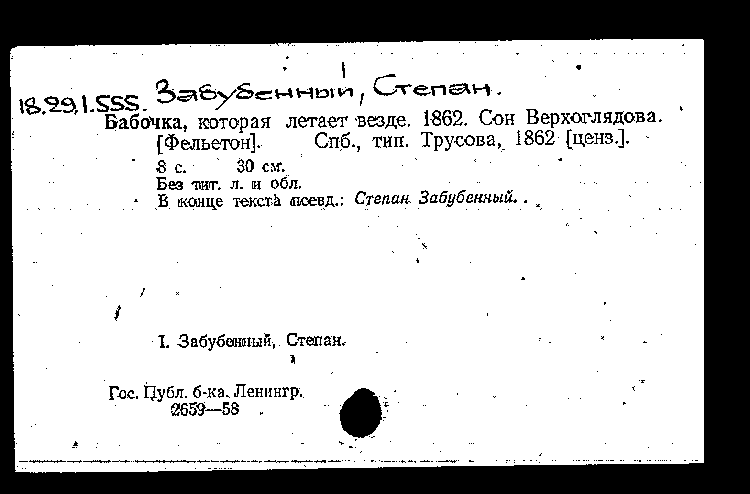 Забубенный, Степан.
18.29.1.555.
Бабочка, которая летает везде. 1862. Сон Верхоглядова.
[Фельетон]. Спб., тип. Трусова, 1862 [ценз.].
8 с. 30 см.
Без тит. л. и обл.
В конце текста псевд.: Степан Забубенный.
I. Забубенный, Степан.
Гос. Публ. б-ка. Ленингр.
2659—58